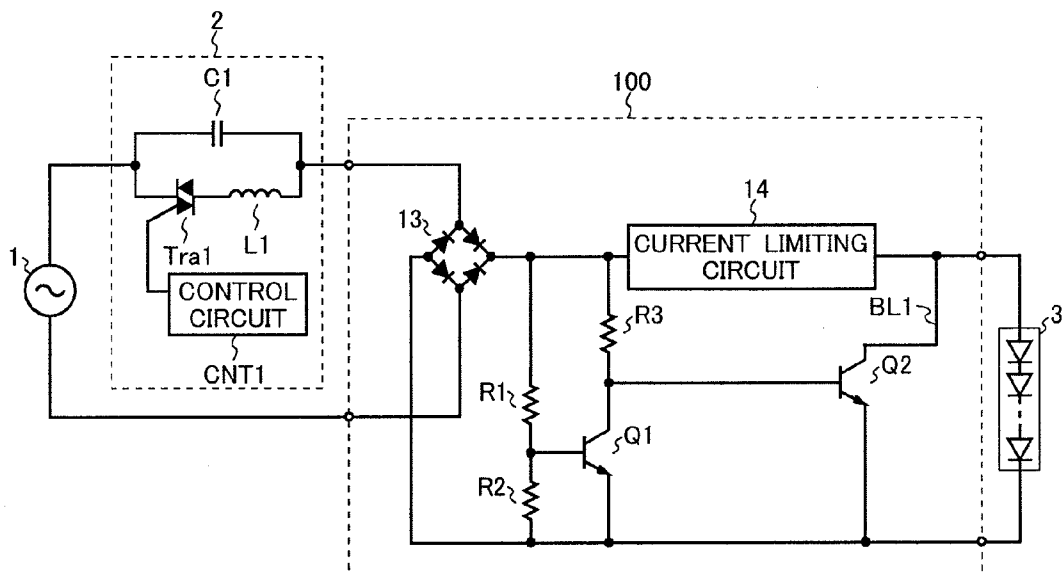 2
C1
100
13
14
CURRENT LIMITING
CIRCUIT
Tra1
L1
1
CONTROL
CIRCUIT
CNT1
R3
BL1
3
Q2
R1
Q1
R2